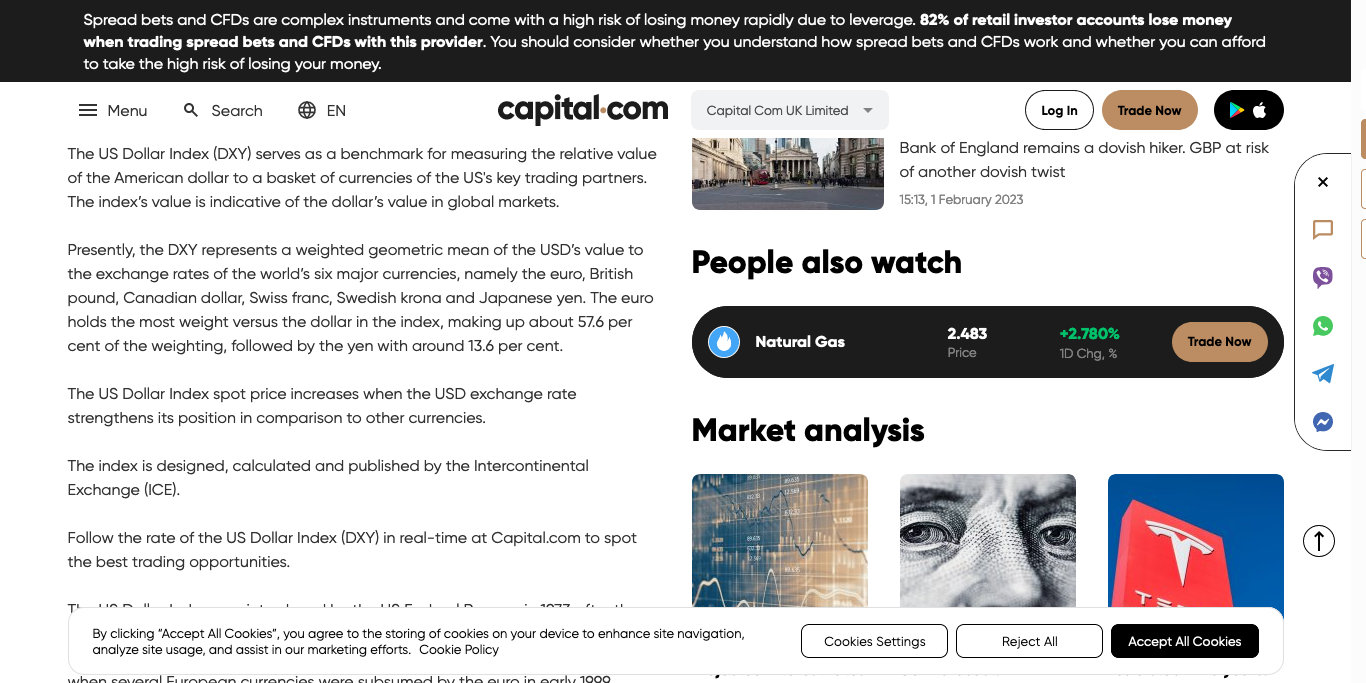 Spread bets and CFDs are complex instruments and come with a high risk of losing money rapidly due to leverage. 82% of retail investor accounts lose money
when trading spread bets and CFDs with this provider. You should consider whether you understand how spread bets and CFDs work and whether you can afford
to take the high risk of losing your money.
Menu
Search
EN
capital.com
Capital Com UK Limited
Log In
Trade Now
The US Dollar Index (DXY) serves as a benchmark for measuring the relative value
of the American dollar to a basket of currencies of the US's key trading partners.
The index's value is indicative of the dollar's value in global markets.
Presently, the DXY represents a weighted geometric mean of the USD's value to
the exchange rates of the world's six major currencies, namely the euro, British
pound, Canadian dollar, Swiss franc, Swedish krona and Japanese yen. The euro
holds the most weight versus the dollar in the index, making up about 57.6 per
cent of the weighting, followed by the yen with around 13.6 per cent.
The US Dollar Index spot price increases when the USD exchange rate
strengthens its position in comparison to other currencies.
The index is designed, calculated and published by the Intercontinental
Exchange (ICE).
Follow the rate of the US Dollar Index (DXY) in real-time at Capital.com to spot
the best trading opportunities.
when several European currencies were subsumed by the euro in early 1999
Bank of England remains a dovish hiker. GBP at risk
of another dovish twist
15:13, 1 February 2023
People also watch
Natural Gas
2.483
Price
+2.780%
1D Chg, %
Trade Now
Market analysis
By clicking “Accept All Cookies”, you agree to the storing of cookies on your device to enhance site navigation,
analyze site usage, and assist in our marketing efforts. Cookie Policy
Cookies Settings
Reject All
Accept All Cookies